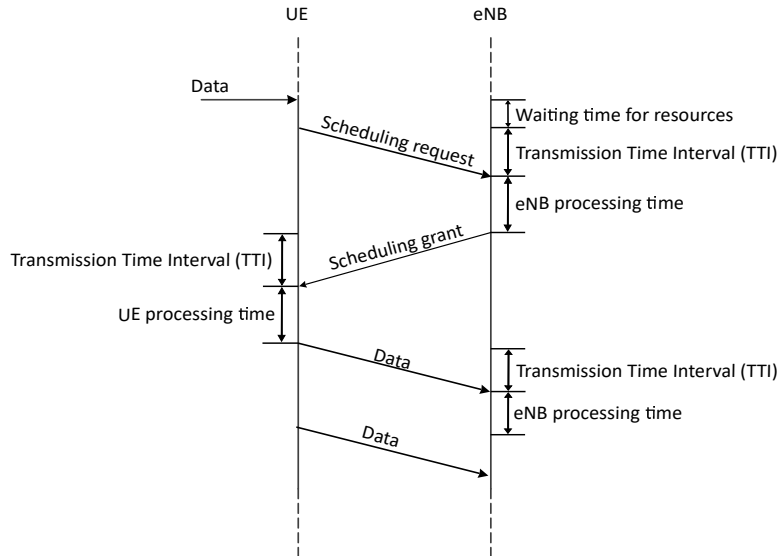 UE
eNB
Data
Waiting time for resources
Scheduling request
Transmission Time Interval (TTI)
eNB processing time
Scheduling grant
Transmission Time Interval (TTI)
UE processing time
Data
Transmission Time Interval (TTI)
eNB processing time
Data